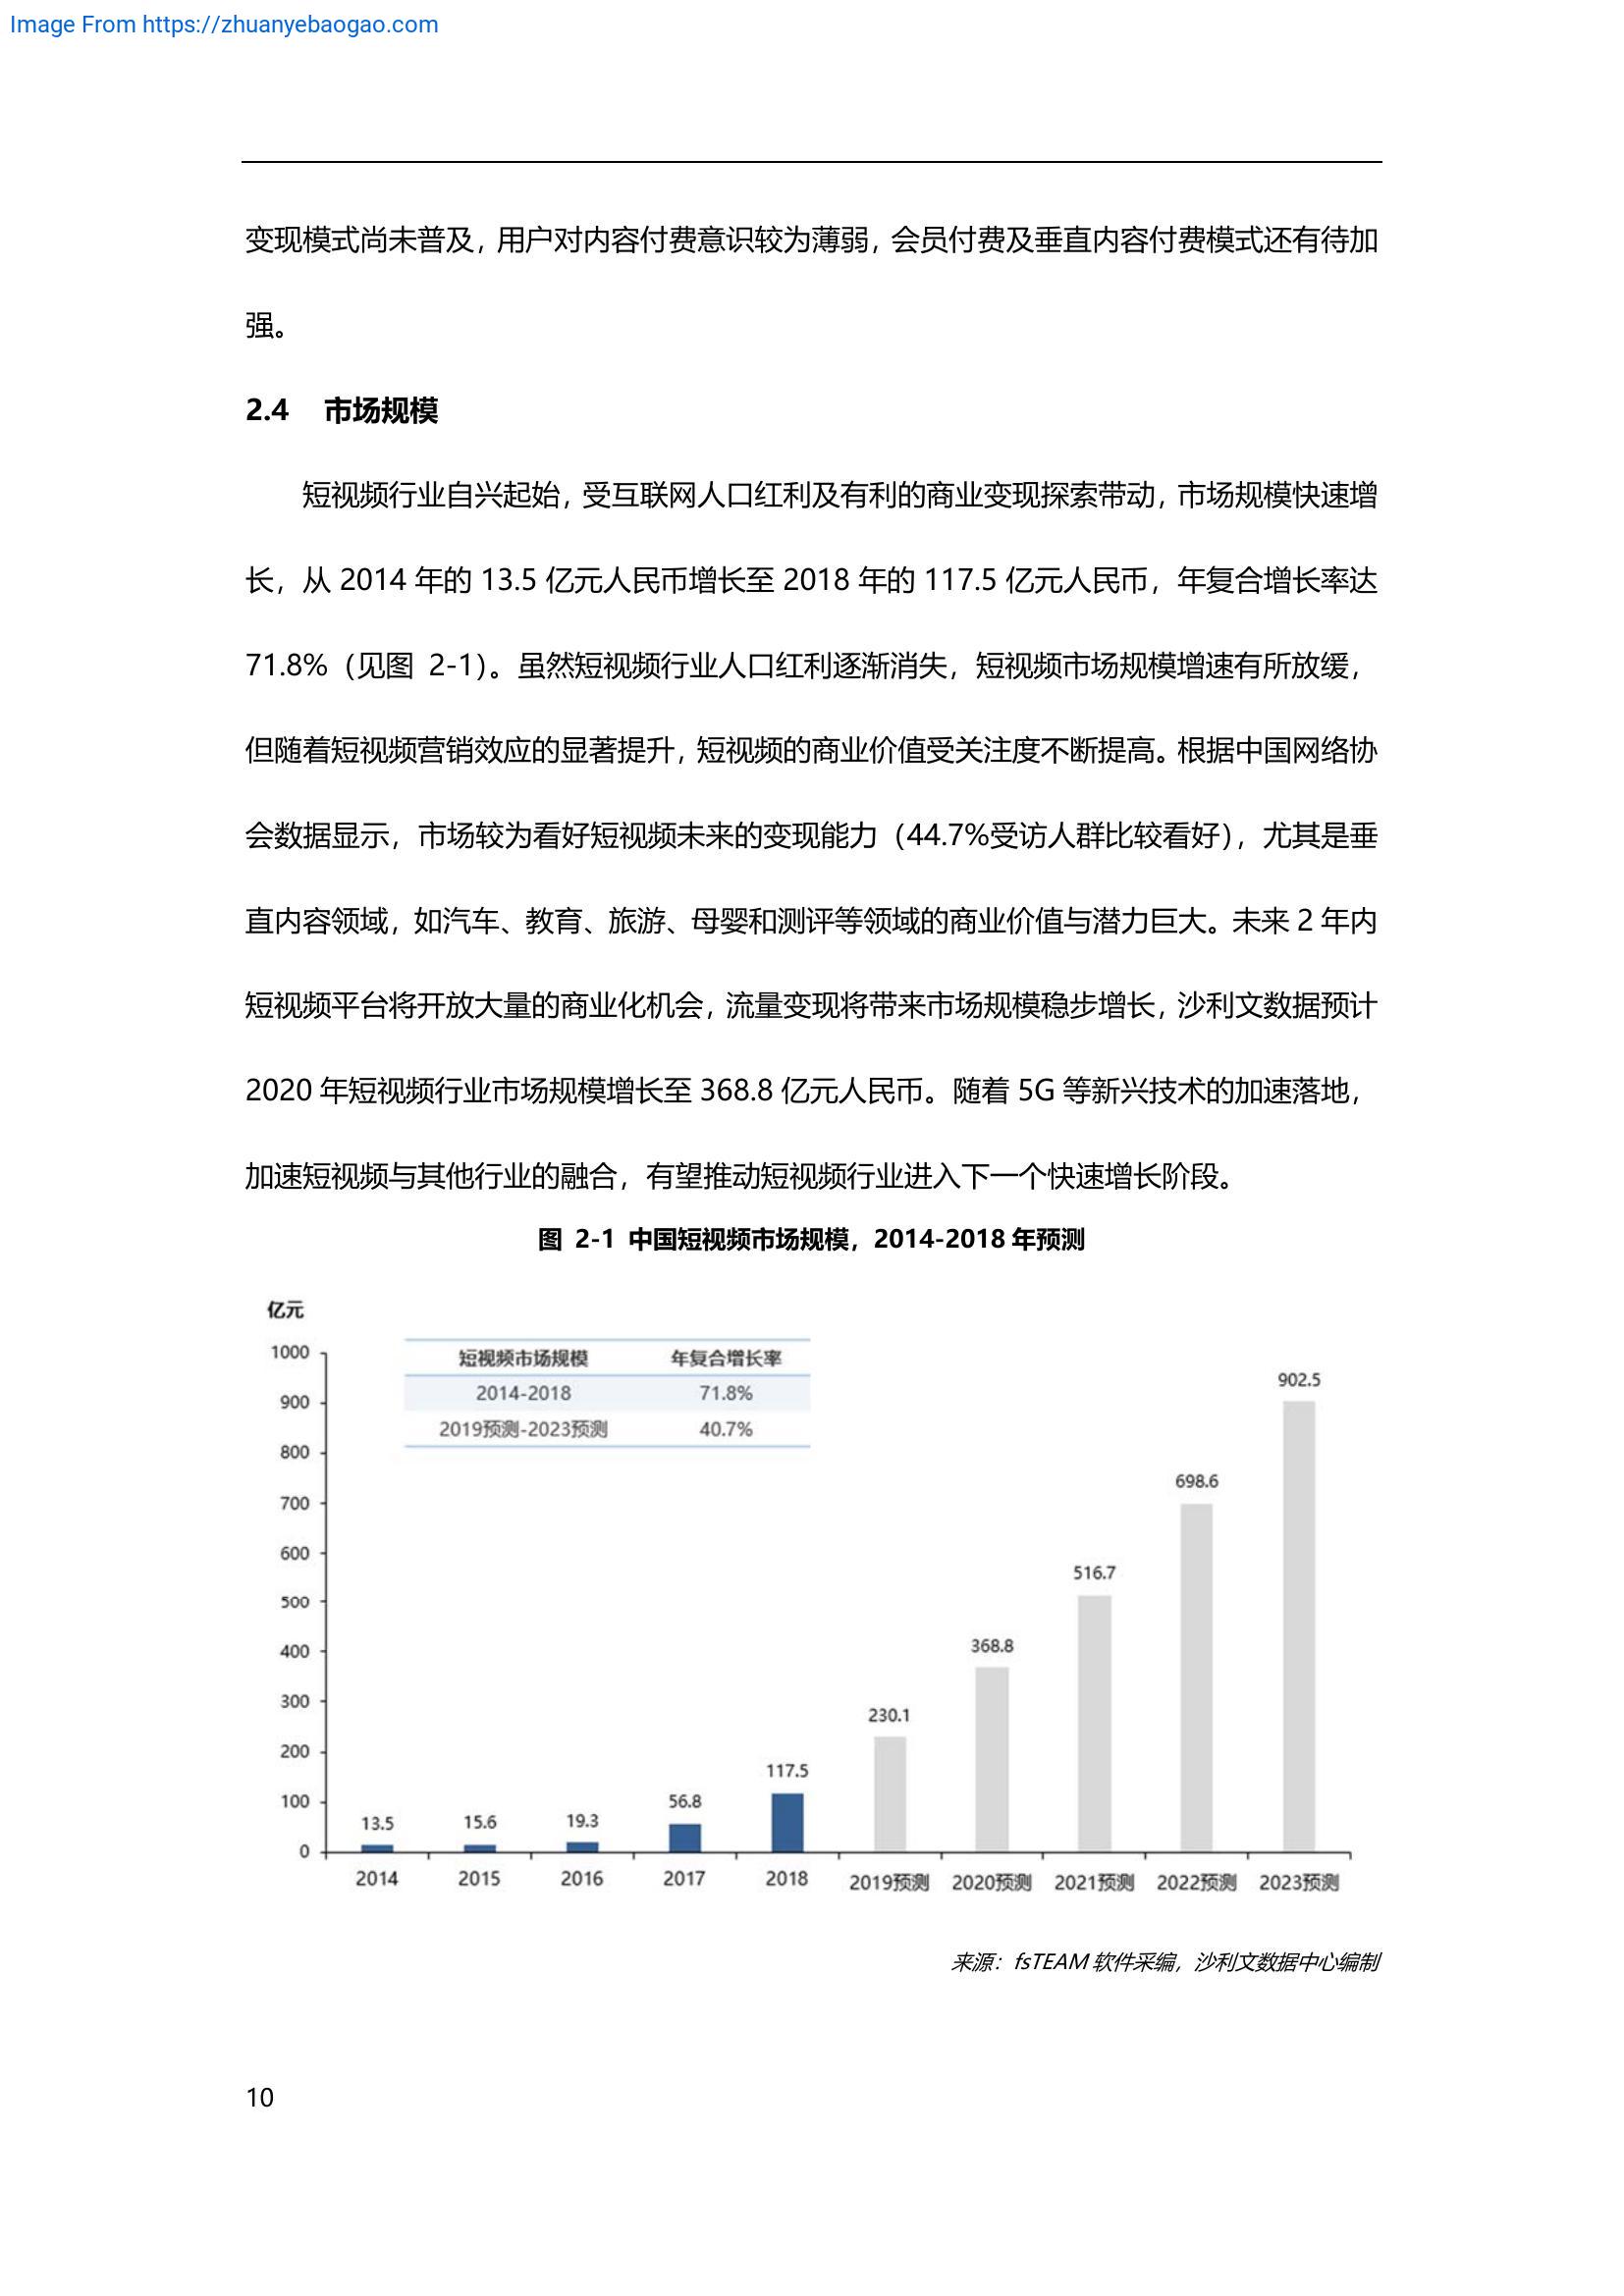 Image From https://zhuanyebaogao.com
变现模式尚未普及，用户对内容付费意识较为薄弱，会员付费及垂直内容付费模式还有待加
强。
2.4 市场规模
短视频行业自兴起始，受互联网人口红利及有利的商业变现探索带动，市场规模快速增
长，从 2014 年的 13.5 亿元人民币增长至 2018 年的 117.5 亿元人民币，年复合增长率达
71.8%（见图 2-1）。虽然短视频行业人口红利逐渐消失，短视频市场规模增速有所放缓，
但随着短视频营销效应的显著提升，短视频的商业价值受关注度不断提高。根据中国网络协
会数据显示，市场较为看好短视频未来的变现能力（44.7%受访人群比较看好），尤其是垂
直内容领域，如汽车、教育、旅游、母婴和测评等领域的商业价值与潜力巨大。未来 2 年内
短视频平台将开放大量的商业化机会，流量变现将带来市场规模稳步增长，沙利文数据预计
2020 年短视频行业市场规模增长至 368.8 亿元人民币。随着 5G 等新兴技术的加速落地，
加速短视频与其他行业的融合，有望推动短视频行业进入下一个快速增长阶段。
图 2-1 中国短视频市场规模，2014-2018 年预测
亿元
短视频市场规模 年复合增长率
2014-2018 71.8%
2019预测-2023预测 40.7%
1000
900
800
700
600
500
400
300
200
100
0
13.5
15.6
19.3
56.8
117.5
230.1
368.8
516.7
698.6
902.5
2014 2015 2016 2017 2018 2019预测 2020预测 2021预测 2022预测 2023预测
来源：fsTEAM 软件采编，沙利文数据中心编制
10